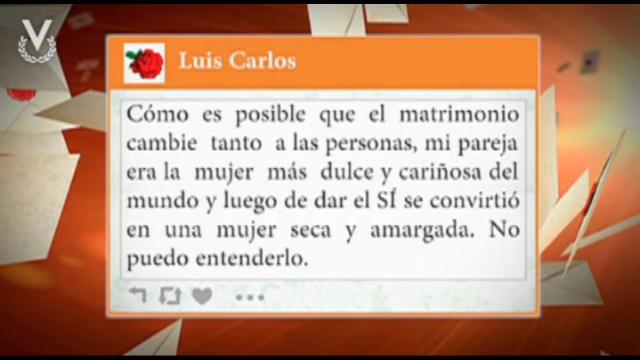 V
Luis Carlos
Cómo es posible que el matrimonio
cambie tanto a las personas, mi pareja
era la mujer más dulce y cariñosa del
mundo y luego de dar el SÍ se convirtió
en una mujer seca y amargada. No
puedo entenderlo.